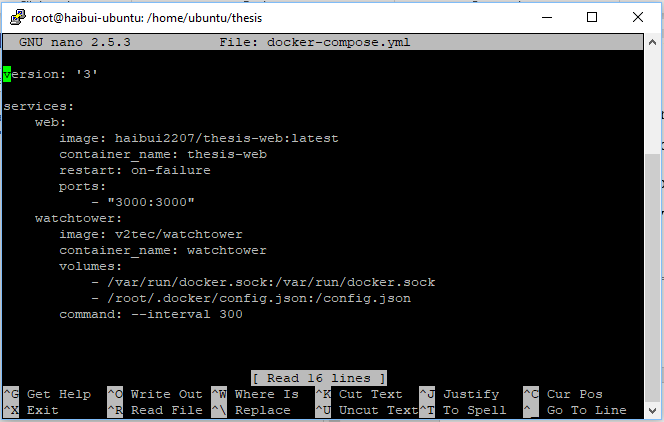 root@haibui-ubuntu: /home/ubuntu/thesis
GNU nano 2.5.3 File: docker-compose.yml
version: '3'
services:
web:
image: haibui2207/thesis-web:latest
container_name: thesis-web
restart: on-failure
ports:
- "3000:3000"
watchtower:
image: v2tec/watchtower
container_name: watchtower
volumes:
- /var/run/docker.sock:/var/run/docker.sock
- /root/.docker/config.json:/config.json
command: --interval 300
[ Read 16 lines ]
^G Get Help ^O Write Out ^W Where Is ^K Cut Text ^J Justify ^C Cur Pos
^X Exit ^R Read File ^\ Replace ^U Uncut Text ^T To Spell ^_ Go To Line